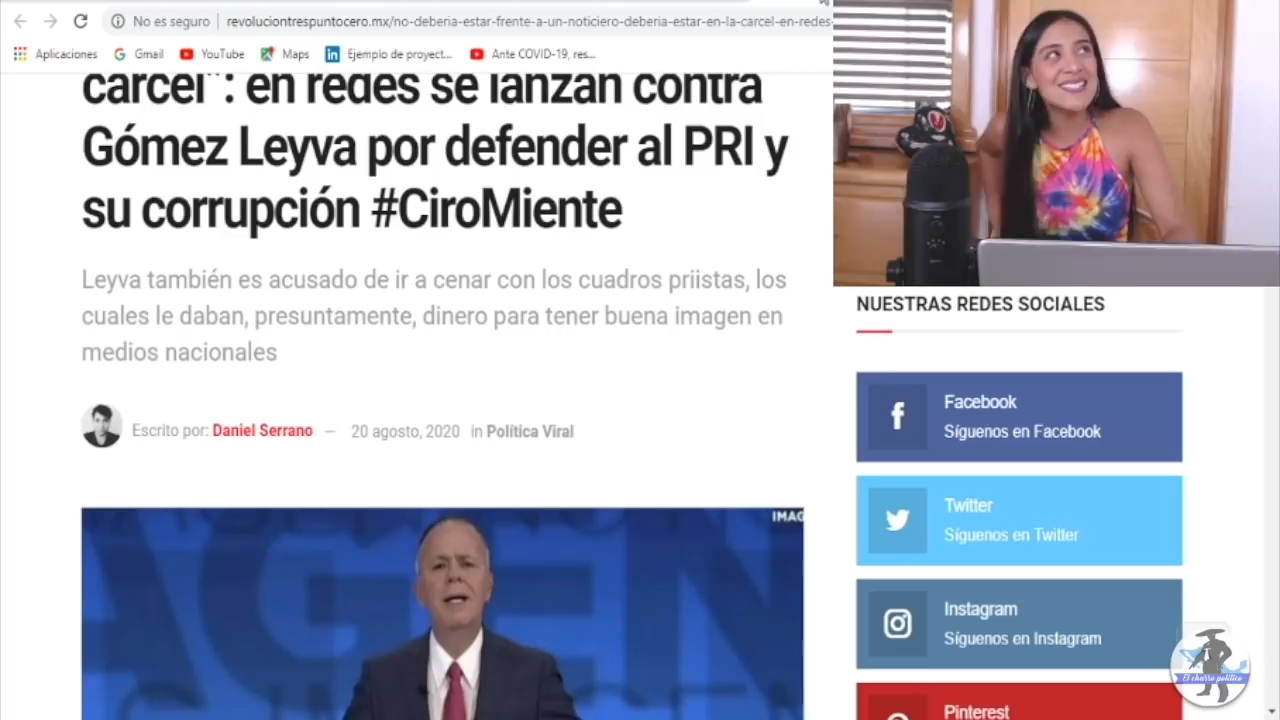 No es seguro
revoluciontrespuntocero.mx/no-deberia-estar-frente-a-un-noticiero-deberia-estar-en-la-carcel-en-redes-
Aplicaciones
Gmail
YouTube
Maps
Ejemplo de proyect...
Ante COVID-19, res...
cárcel": en redes se lanzan contra
Gómez Leyva por defender al PRI y
su corrupción #CiroMiente
Leyva también es acusado de ir a cenar con los cuadros priistas, los
cuales le daban, presuntamente, dinero para tener buena imagen en
medios nacionales
Escrito por: Daniel Serrano — 20 agosto, 2020 in Política Viral
IMAG
AGEN
NUESTRAS REDES SOCIALES
Facebook
Síguenos en Facebook
Twitter
Síguenos en Twitter
Instagram
Síguenos en Instagram
Pinterest
El charro político